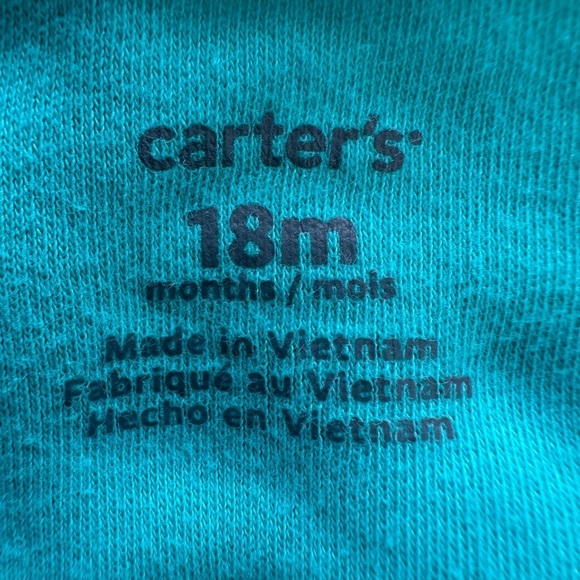 carter's
18m
months / mois
Made in Vietnam
Fabriqué au Vietnam
Hecho en Vietnam